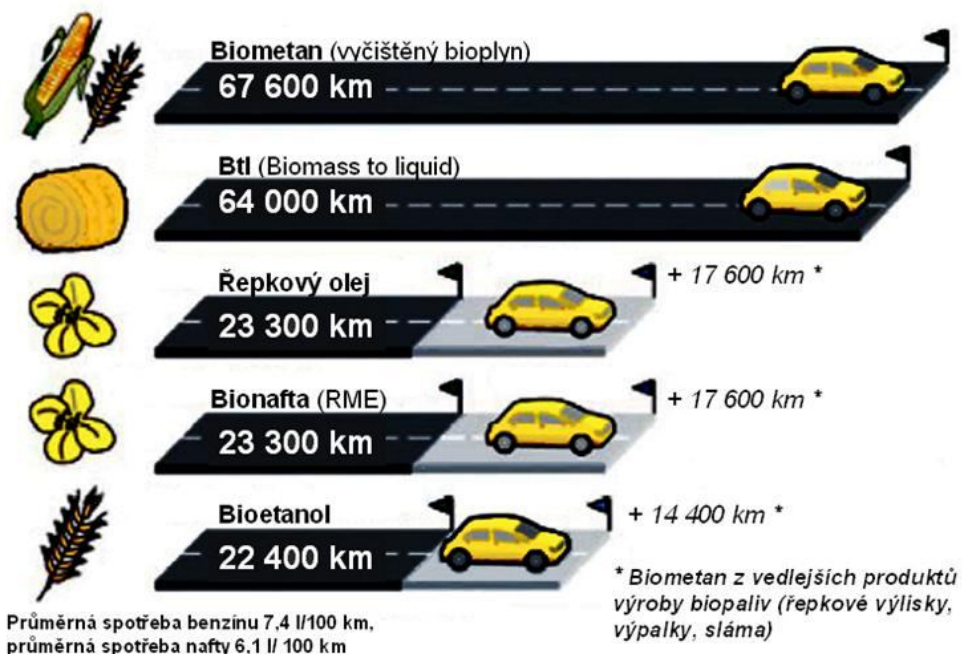 Biometan (vyčištěný bioplyn)
67 600 km
Btl (Biomass to liquid)
64 000 km
Řepkový olej
23 300 km
+ 17 600 km *
Bionafta (RME)
23 300 km
+ 17 600 km *
Bioetanol
22 400 km
+ 14 400 km *
* Biometan z vedlejších produktů
výroby biopaliv (řepkové výlisky,
výpalky, sláma)
Průměrná spotřeba benzínu 7,4 l/100 km,
průměrná spotřeba nafty 6,1 l/ 100 km